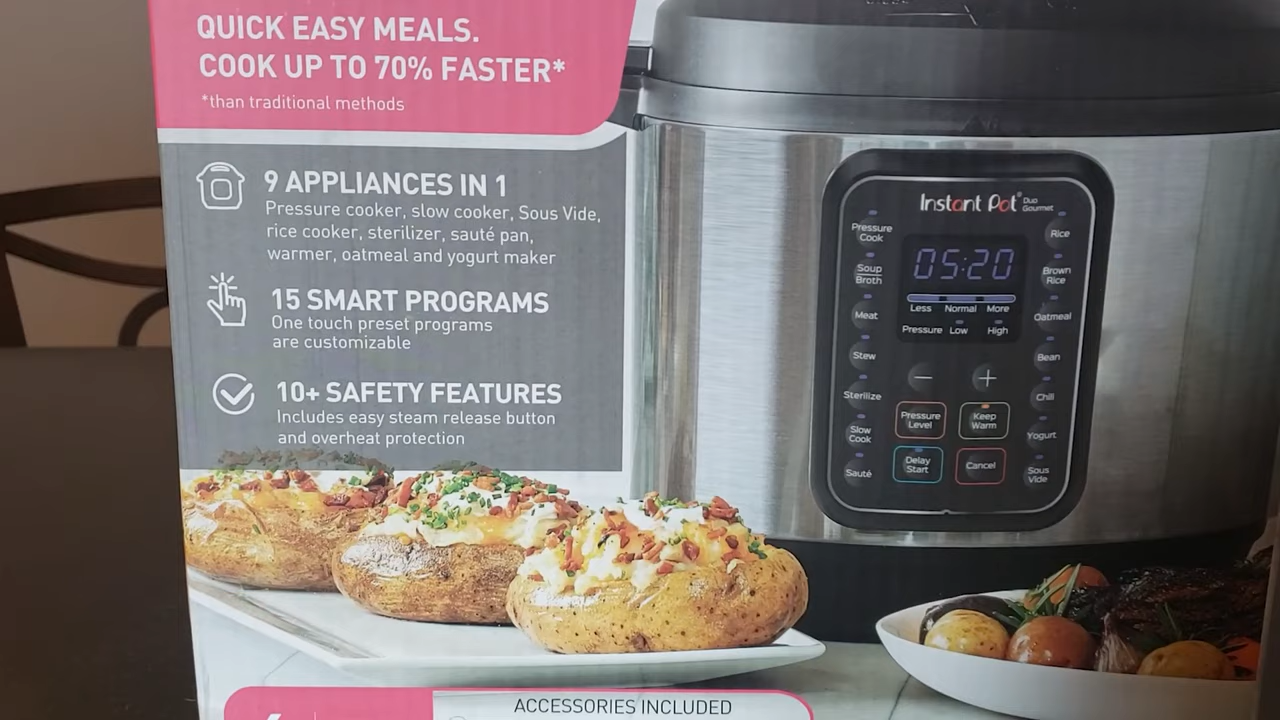 QUICK EASY MEALS.
COOK UP TO 70% FASTER*
*than traditional methods
9 APPLIANCES IN 1
Pressure cooker, slow cooker, Sous Vide,
rice cooker, sterilizer, sauté pan,
warmer, oatmeal and yogurt maker
15 SMART PROGRAMS
One touch preset programs
are customizable
10+ SAFETY FEATURES
Includes easy steam release button
and overheat protection
Instant Pot® Duo
Gourmet
Pressure
Cook
Soup
Broth
Meat
Stew
Sterilize
Slow
Cook
Sauté
05:20
Less Normal More
Pressure Low High
− +
Pressure
Level
Keep
Warm
Delay
Start
Cancel
Rice
Brown
Rice
Oatmeal
Bean
Chili
Yogurt
Sous
Vide
ACCESSORIES INCLUDED